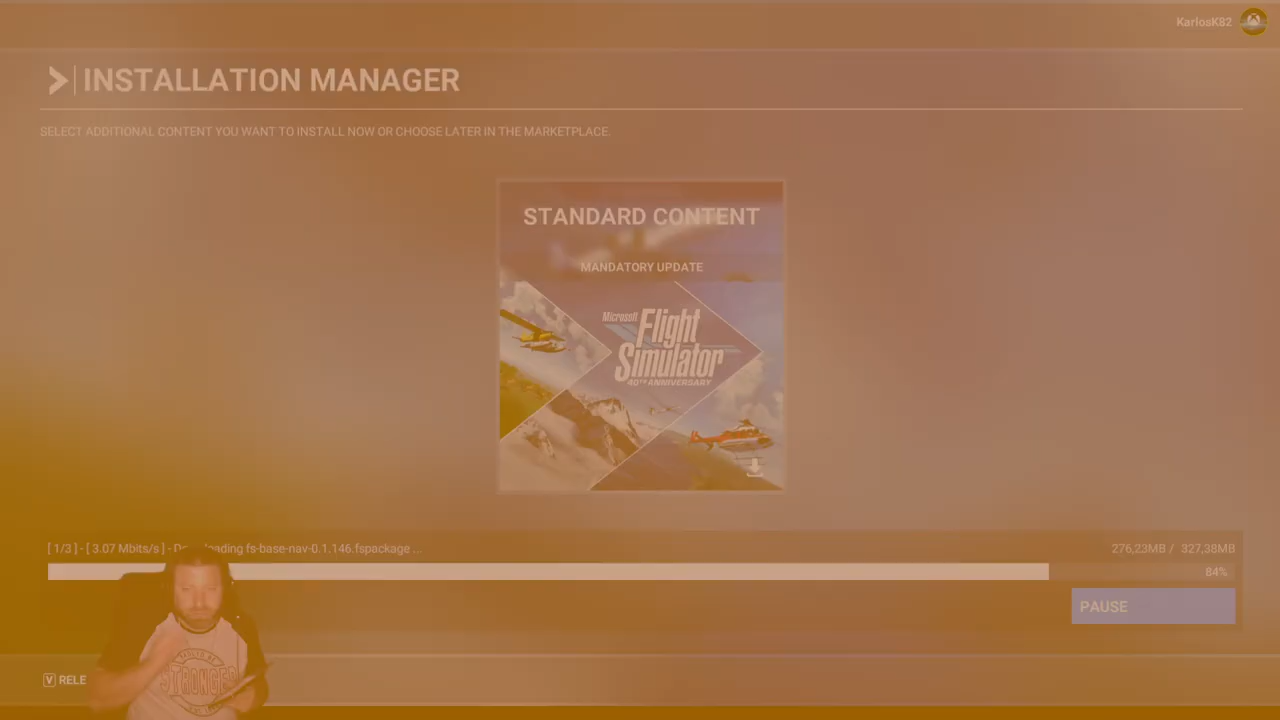 KarlosK82
INSTALLATION MANAGER
SELECT ADDITIONAL CONTENT YOU WANT TO INSTALL NOW OR CHOOSE LATER IN THE MARKETPLACE.
STANDARD CONTENT
MANDATORY UPDATE
Microsoft
Flight
Simulator
40TH ANNIVERSARY
[ 1/3 ] - [ 3.07 Mbits/s ] - fs-base-nav-0.1.146.fspackage ...
276,23MB / 327,38MB
84%
PAUSE
V RELE
STRONGER